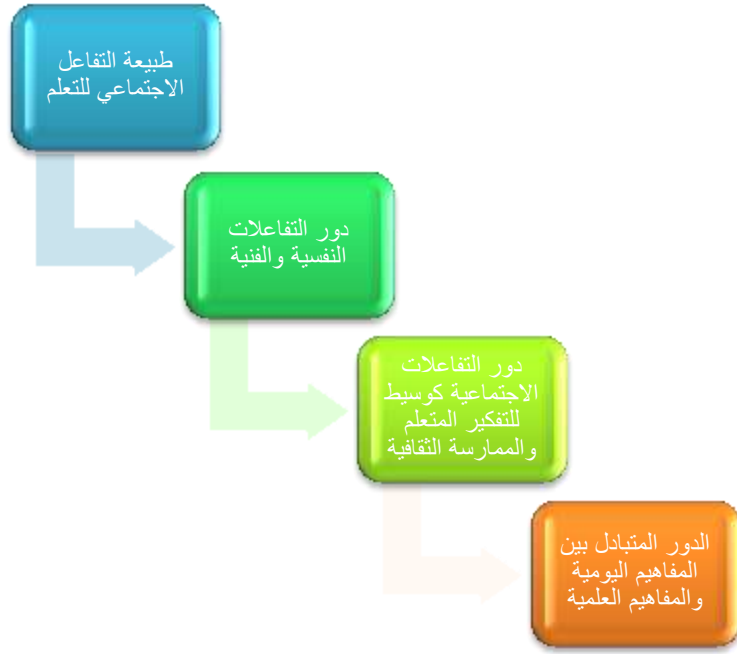 طبيعة التفاعل
الاجتماعي للتعلم
دور التفاعلات
النفسية والفنية
دور التفاعلات
الاجتماعية كوسيط
للتفكير المتعلم
والممارسة الثقافية
الدور المتبادل بين
المفاهيم اليومية
والمفاهيم العلمية